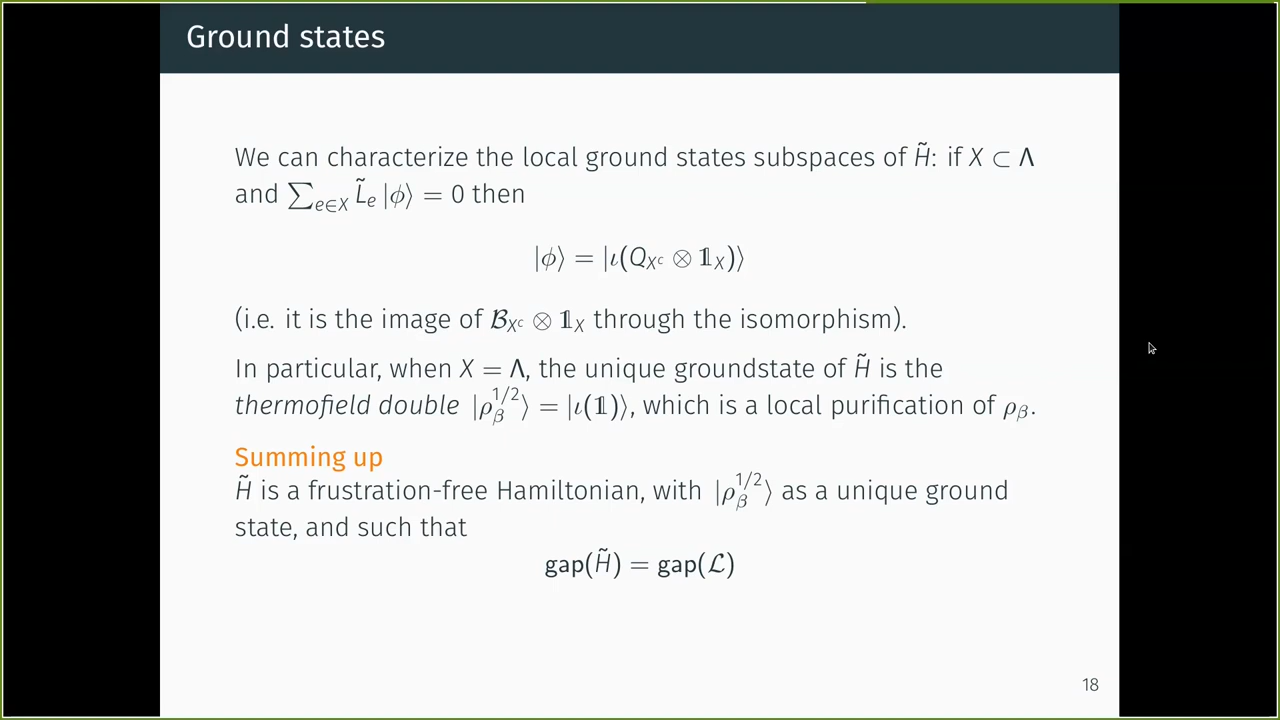 Ground states
We can characterize the local ground states subspaces of H̃: if X ⊂ Λ
and ∑_{e∈X} L̃_e |ϕ⟩ = 0 then
|ϕ⟩ = |ι(Q_{X^c} ⊗ 𝟙_X)⟩
(i.e. it is the image of 𝓑_{X^c} ⊗ 𝟙_X through the isomorphism).
In particular, when X = Λ, the unique groundstate of H̃ is the
thermofield double |ρ_β^{1/2}⟩ = |ι(𝟙)⟩, which is a local purification of ρ_β.
Summing up
H̃ is a frustration-free Hamiltonian, with |ρ_β^{1/2}⟩ as a unique ground
state, and such that
gap(H̃) = gap(𝓛)
18